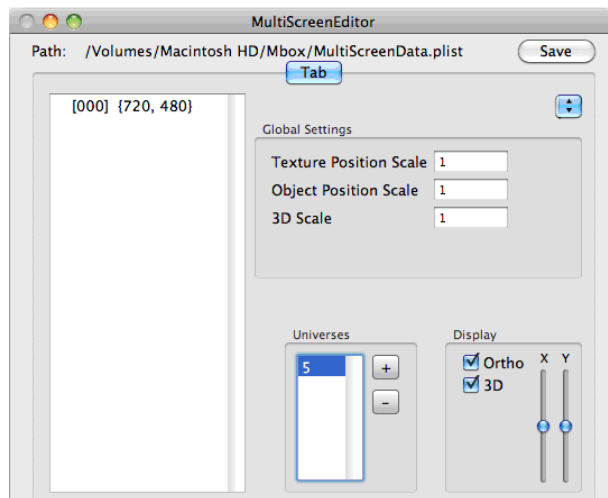 MultiScreenEditor
Path: /Volumes/Macintosh HD/Mbox/MultiScreenData.plist Save
Tab
[000] {720, 480}
Global Settings
Texture Position Scale 1
Object Position Scale 1
3D Scale 1
Universes
5
+
-
Display
Ortho
3D
X Y